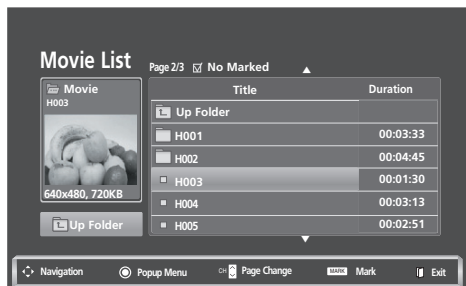 Movie List
Page 2/3 No Marked
Movie
H003
640x480, 720KB
Up Folder
Title Duration
Up Folder
H001 00:03:33
H002 00:04:45
H003 00:01:30
H004 00:03:13
H005 00:02:51
Navigation Popup Menu CH Page Change MARK Mark Exit